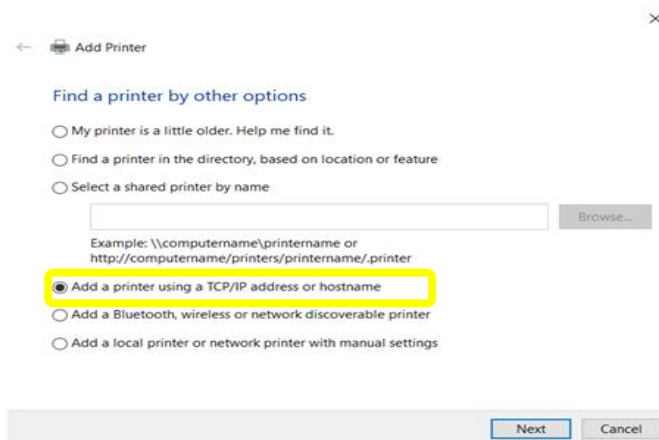 Add Printer
Find a printer by other options
My printer is a little older. Help me find it.
Find a printer in the directory, based on location or feature
Select a shared printer by name
Browse...
Example: \\computername\printername or
http://computername/printers/printername/.printer
Add a printer using a TCP/IP address or hostname
Add a Bluetooth, wireless or network discoverable printer
Add a local printer or network printer with manual settings
Next Cancel